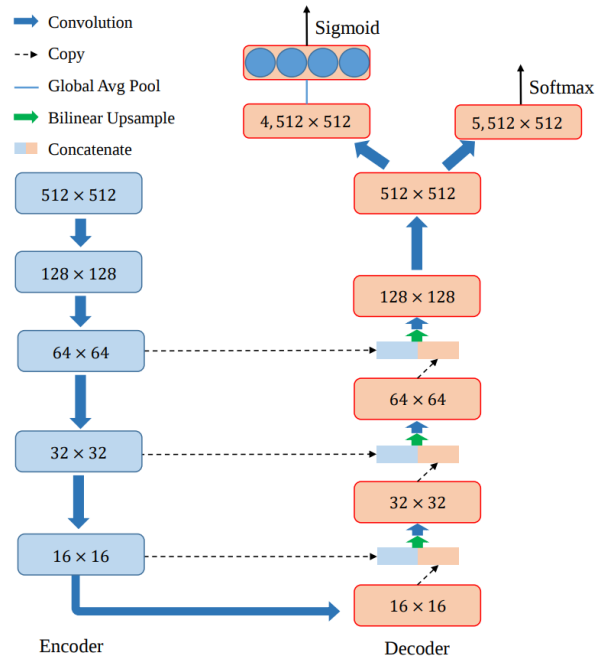 Convolution
Copy
Global Avg Pool
Bilinear Upsample
Concatenate
Sigmoid
4, 512 × 512
Softmax
5, 512 × 512
512 × 512
512 × 512
128 × 128
128 × 128
64 × 64
64 × 64
32 × 32
32 × 32
16 × 16
16 × 16
Encoder
Decoder